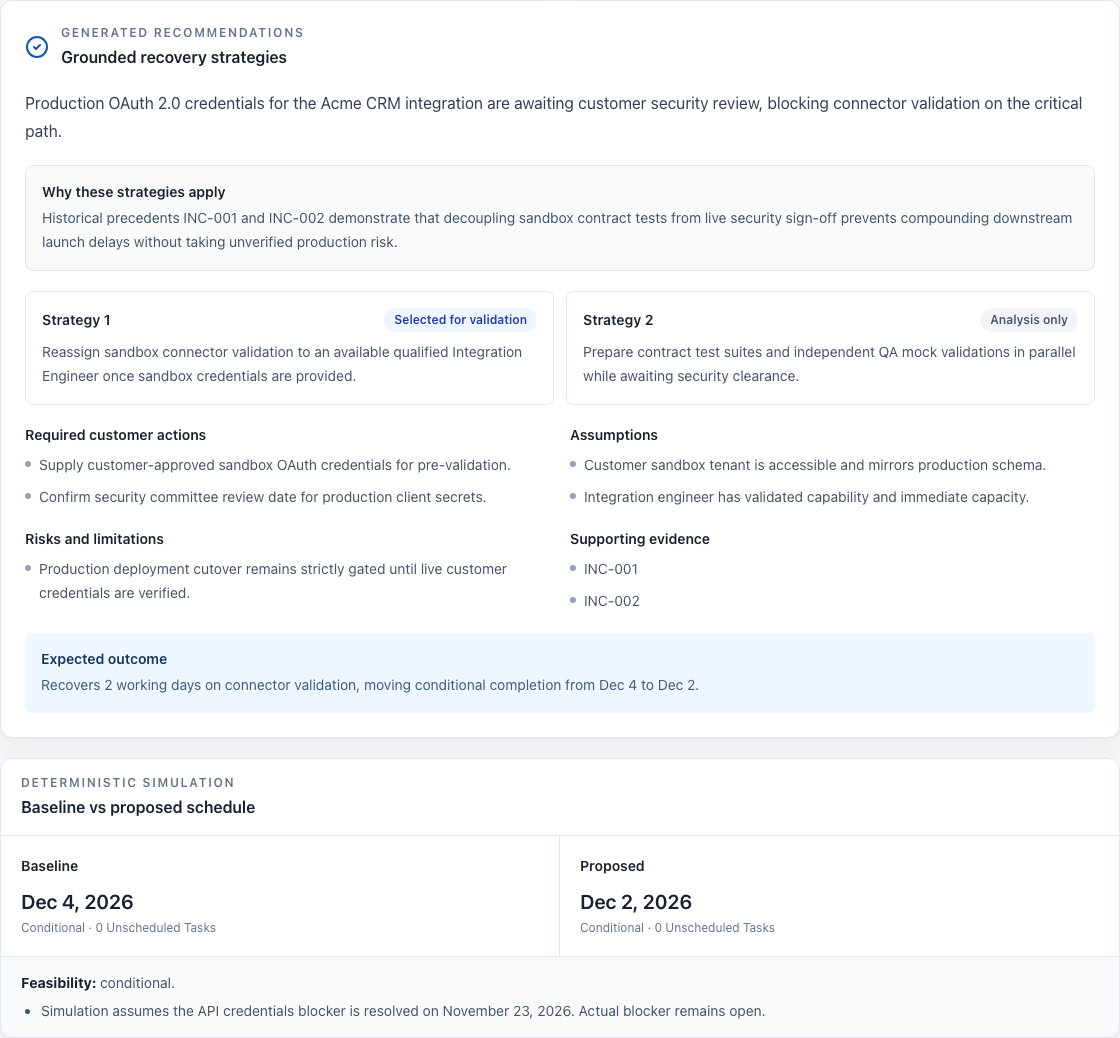 GENERATED RECOMMENDATIONS
Grounded recovery strategies
Production OAuth 2.0 credentials for the Acme CRM integration are awaiting customer security review, blocking connector validation on the critical
path.
Why these strategies apply
Historical precedents INC-001 and INC-002 demonstrate that decoupling sandbox contract tests from live security sign-off prevents compounding downstream
launch delays without taking unverified production risk.
Strategy 1
Selected for validation
Reassign sandbox connector validation to an available qualified Integration
Engineer once sandbox credentials are provided.
Strategy 2
Analysis only
Prepare contract test suites and independent QA mock validations in parallel
while awaiting security clearance.
Required customer actions
Supply customer-approved sandbox OAuth credentials for pre-validation.
Confirm security committee review date for production client secrets.
Assumptions
Customer sandbox tenant is accessible and mirrors production schema.
Integration engineer has validated capability and immediate capacity.
Risks and limitations
Production deployment cutover remains strictly gated until live customer
credentials are verified.
Supporting evidence
INC-001
INC-002
Expected outcome
Recovers 2 working days on connector validation, moving conditional completion from Dec 4 to Dec 2.
DETERMINISTIC SIMULATION
Baseline vs proposed schedule
Baseline
Dec 4, 2026
Conditional · 0 Unscheduled Tasks
Proposed
Dec 2, 2026
Conditional · 0 Unscheduled Tasks
Feasibility: conditional.
• Simulation assumes the API credentials blocker is resolved on November 23, 2026. Actual blocker remains open.